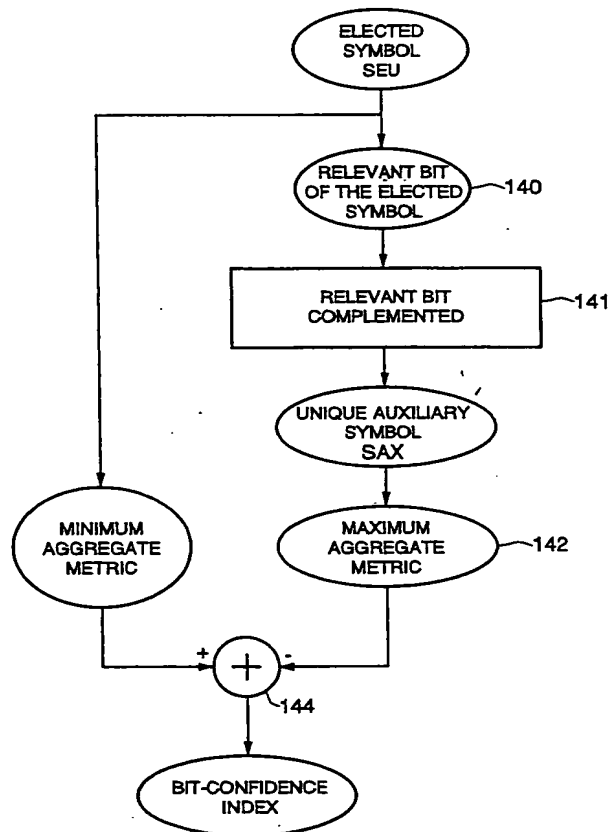 ELECTED
SYMBOL
SEU
RELEVANT BIT
OF THE ELECTED
SYMBOL
140
RELEVANT BIT
COMPLEMENTED
141
UNIQUE AUXILIARY
SYMBOL
SAX
MINIMUM
AGGREGATE
METRIC
MAXIMUM
AGGREGATE
METRIC
142
+
+
-
144
BIT-CONFIDENCE
INDEX